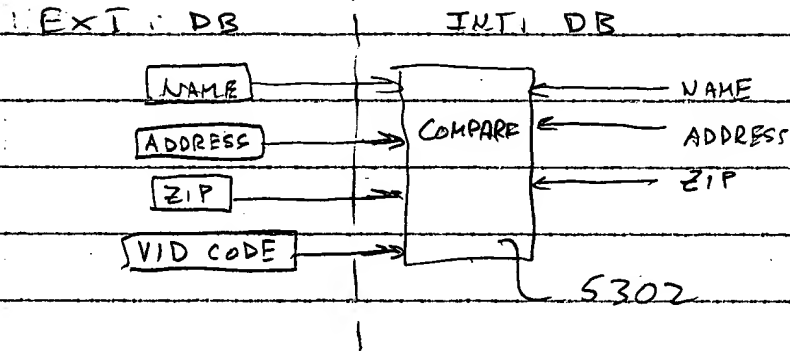 EXT. DB INT. DB
NAME NAME
COMPARE
ADDRESS ADDRESS
ZIP ZIP
VID CODE
5302